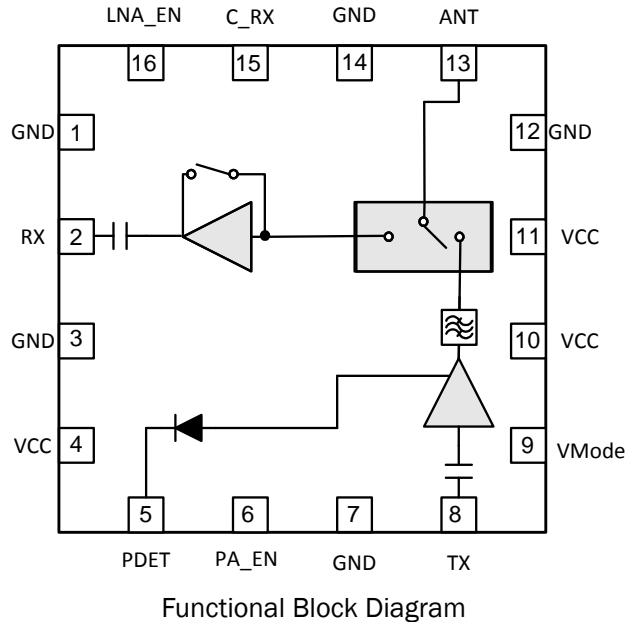 LNA_EN C_RX GND ANT
16 15 14 13
GND 1 12 GND
RX 2 11 VCC
GND 3 10 VCC
VCC 4 9 VMode
5 6 7 8
PDET PA_EN GND TX
Functional Block Diagram